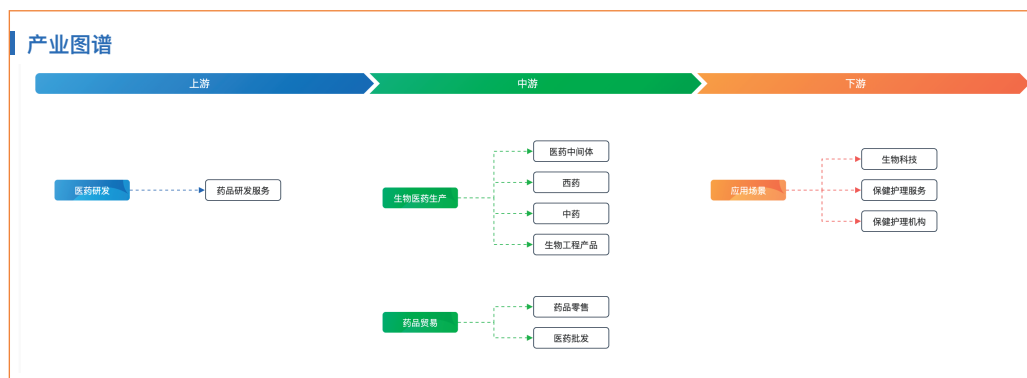 产业图谱
上游
中游
下游
医药研发
药品研发服务
生物医药生产
医药中间体
西药
中药
生物工程产品
药品贸易
药品零售
医药批发
应用场景
生物科技
保健护理服务
保健护理机构